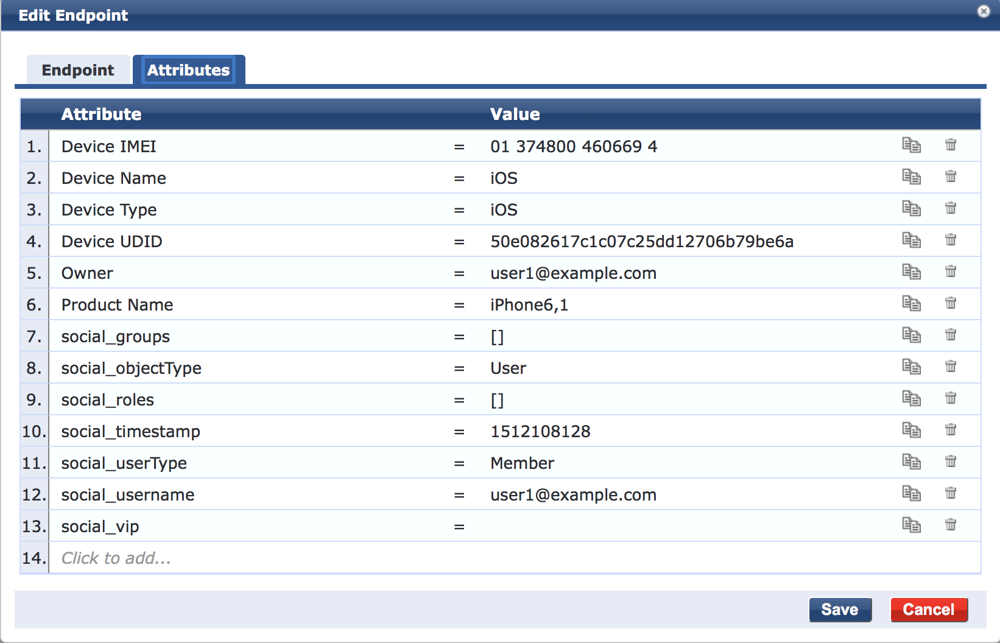 Edit Endpoint
Endpoint Attributes
Attribute Value
1. Device IMEI = 01 374800 460669 4
2. Device Name = iOS
3. Device Type = iOS
4. Device UDID = 50e082617c1c07c25dd12706b79be6a
5. Owner = user1@example.com
6. Product Name = iPhone6,1
7. social_groups = []
8. social_objectType = User
9. social_roles = []
10. social_timestamp = 1512108128
11. social_userType = Member
12. social_username = user1@example.com
13. social_vip =
14. Click to add...
Save Cancel